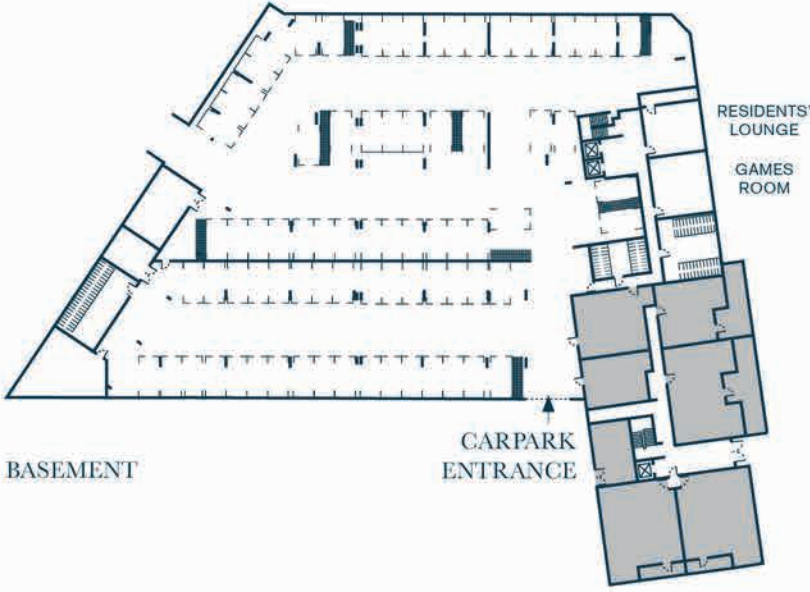 RESIDENTS'
LOUNGE
GAMES
ROOM
CARPARK
ENTRANCE
BASEMENT